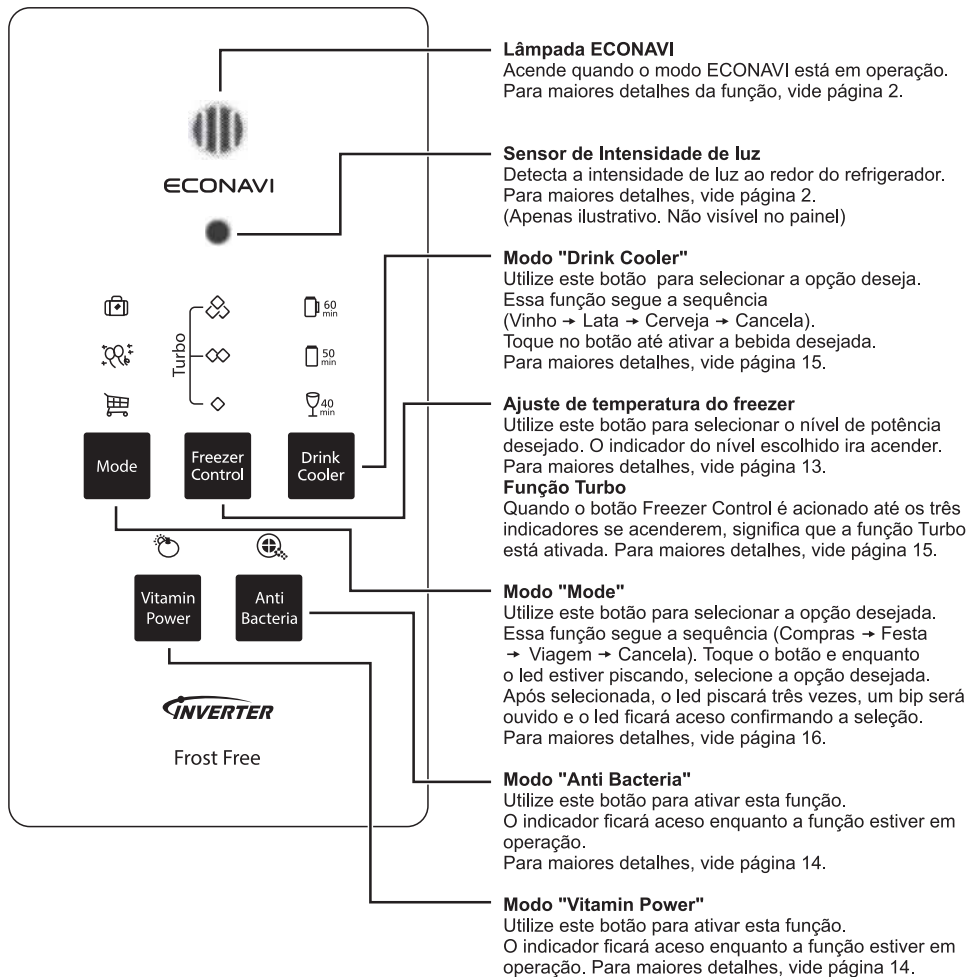 Lâmpada ECONAVI
Acende quando o modo ECONAVI está em operação.
Para maiores detalhes da função, vide página 2.
ECONAVI
Sensor de Intensidade de luz
Detecta a intensidade de luz ao redor do refrigerador.
Para maiores detalhes, vide página 2.
(Apenas ilustrativo. Não visível no painel)
Modo "Drink Cooler"
Utilize este botão para selecionar a opção deseja.
Essa função segue a sequência
(Vinho → Lata → Cerveja → Cancela).
Toque no botão até ativar a bebida desejada.
Para maiores detalhes, vide página 15.
Turbo
60
min
50
min
40
min
Mode
Freezer
Control
Drink
Cooler
Ajuste de temperatura do freezer
Utilize este botão para selecionar o nível de potência
desejado. O indicador do nível escolhido ira acender.
Para maiores detalhes, vide página 13.
Função Turbo
Quando o botão Freezer Control é acionado até os três
indicadores se acenderem, significa que a função Turbo
está ativada. Para maiores detalhes, vide página 15.
Vitamin
Power
Anti
Bacteria
Modo "Mode"
Utilize este botão para selecionar a opção desejada.
Essa função segue a sequência (Compras → Festa
→ Viagem → Cancela). Toque o botão e enquanto
o led estiver piscando, selecione a opção desejada.
Após selecionada, o led piscará três vezes, um bip será
ouvido e o led ficará aceso confirmando a seleção.
Para maiores detalhes, vide página 16.
INVERTER
Frost Free
Modo "Anti Bacteria"
Utilize este botão para ativar esta função.
O indicador ficará aceso enquanto a função estiver em
operação.
Para maiores detalhes, vide página 14.
Modo "Vitamin Power"
Utilize este botão para ativar esta função.
O indicador ficará aceso enquanto a função estiver em
operação. Para maiores detalhes, vide página 14.